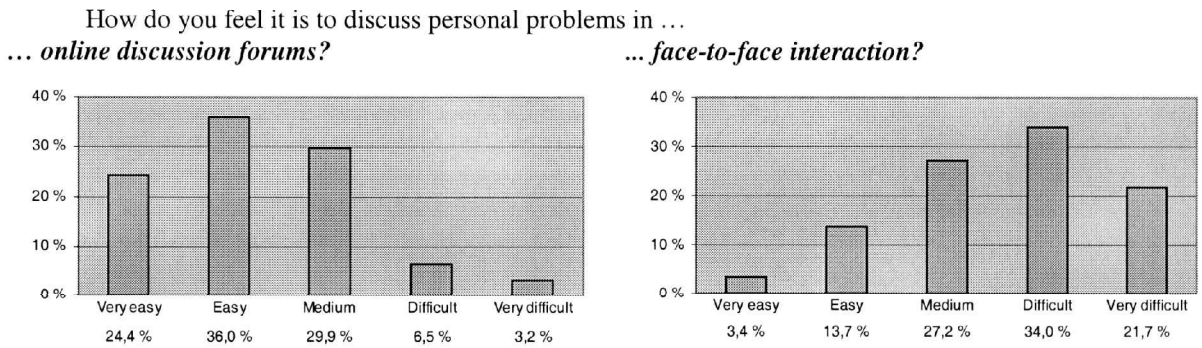 How do you feel it is to discuss personal problems in …
… online discussion forums?
40 %
30 %
20 %
10 %
0 %
Very easy Easy Medium Difficult Very difficult
24,4 % 36,0 % 29,9 % 6,5 % 3,2 %
... face-to-face interaction?
40 %
30 %
20 %
10 %
0 %
Very easy Easy Medium Difficult Very difficult
3,4 % 13,7 % 27,2 % 34,0 % 21,7 %